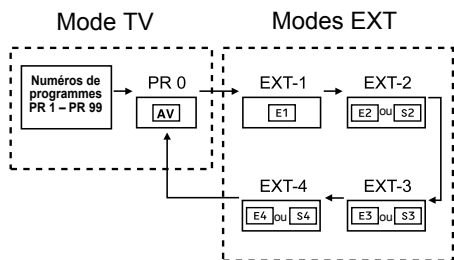 Mode TV
Modes EXT
Numéros de
programmes
PR 1 – PR 99
PR 0
AV
EXT-1
E1
EXT-2
E2 ou S2
EXT-4
E4 ou S4
EXT-3
E3 ou S3